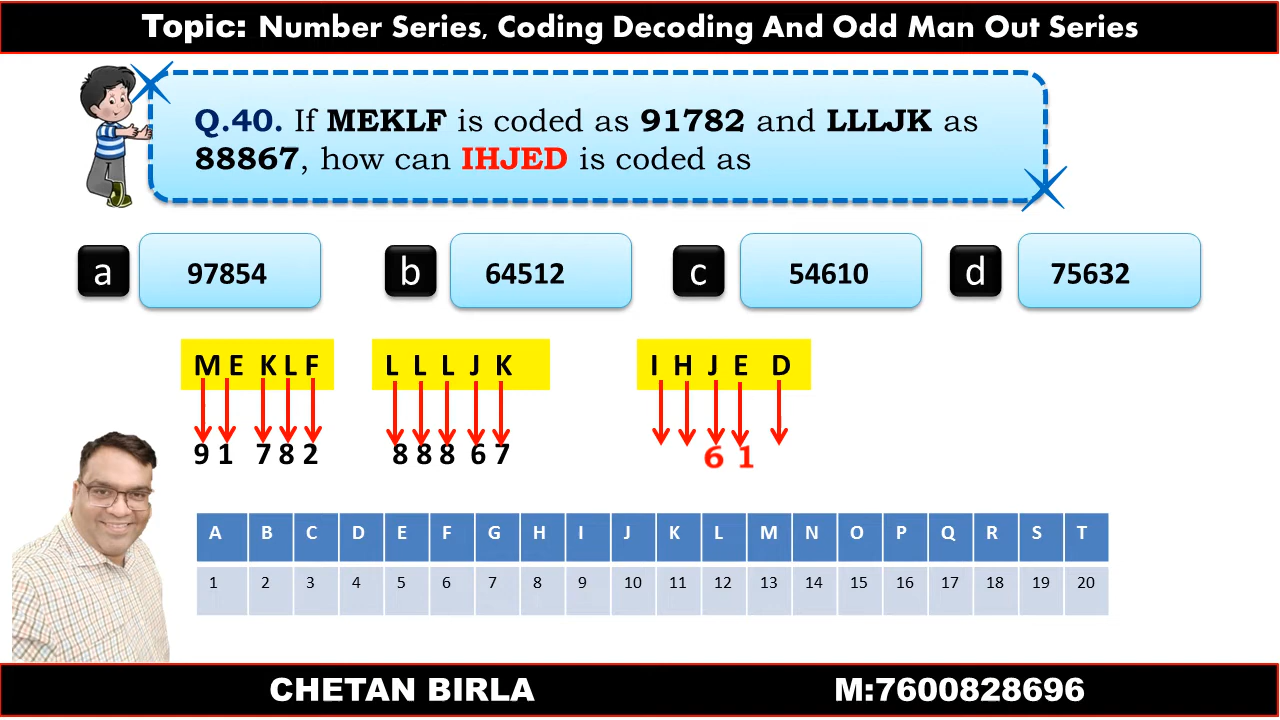 Topic: Number Series, Coding Decoding And Odd Man Out Series
Q.40. If MEKLF is coded as 91782 and LLLJK as
88867, how can IHJED is coded as
a 97854 b 64512 c 54610 d 75632
M E K L F L L L J K I H J E D
9 1 7 8 2 8 8 8 6 7 6 1
A B C D E F G H I J K L M N O P Q R S T
1 2 3 4 5 6 7 8 9 10 11 12 13 14 15 16 17 18 19 20
CHETAN BIRLA M:7600828696